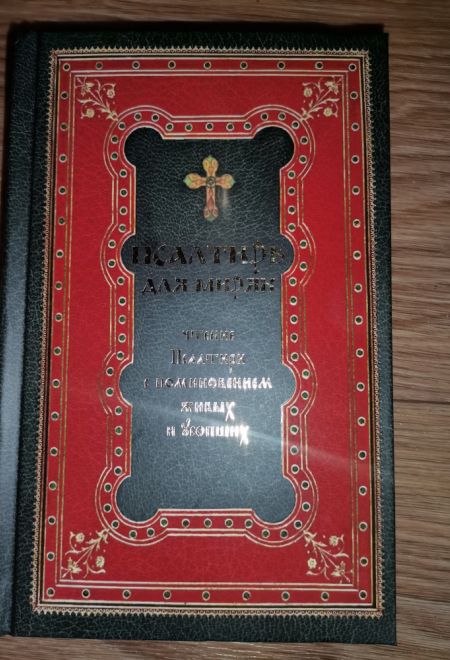 Псалтирь
для мирян
чтение
Псалтири
с поминовением
живых
и усопших